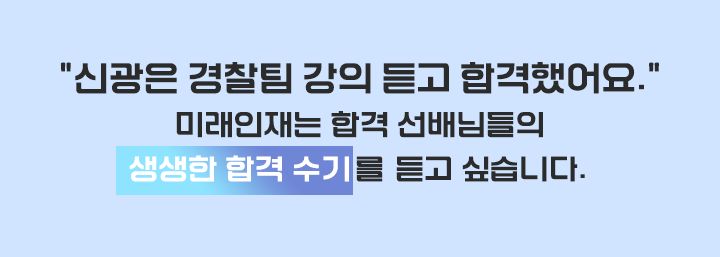 "신광은 경찰팀 강의 듣고 합격했어요."
미래인재는 합격 선배님들의
생생한 합격 수기를 듣고 싶습니다.